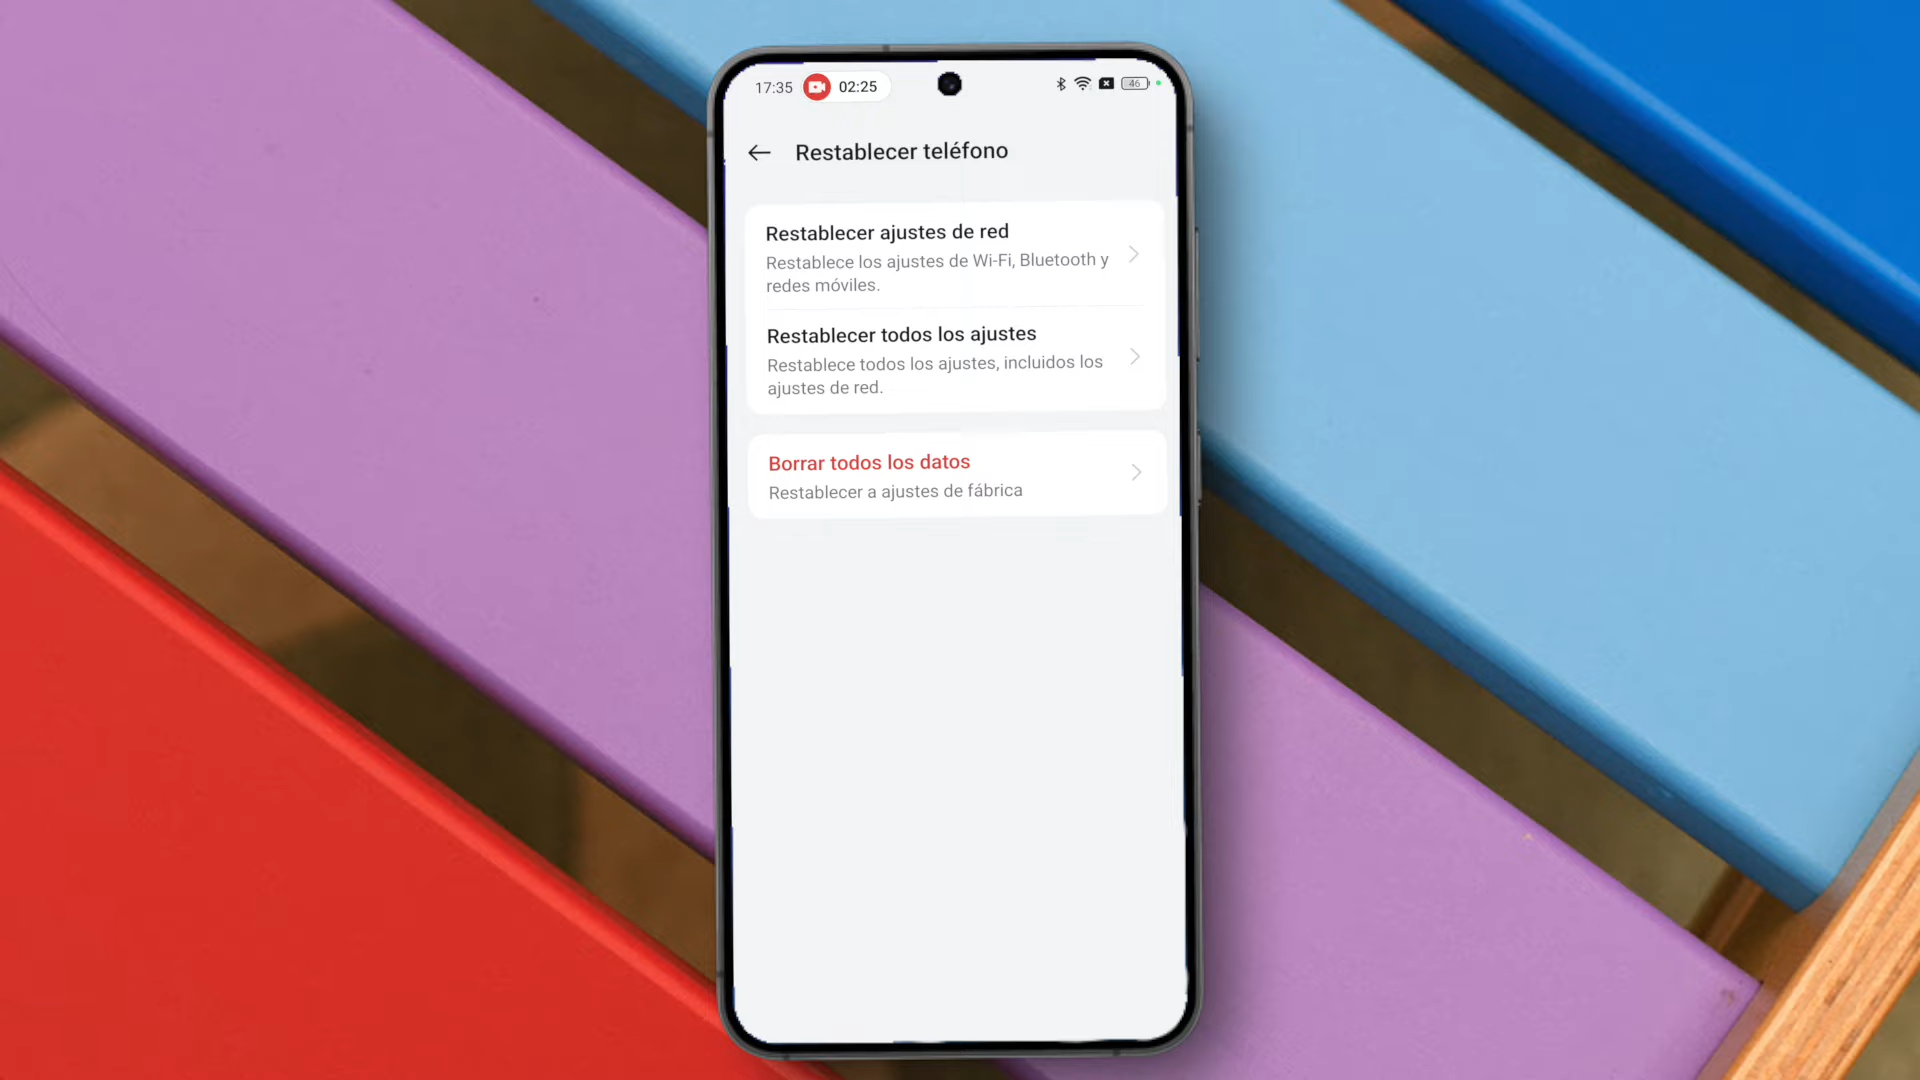 17:35 02:25 46
Restablecer teléfono
Restablecer ajustes de red
Restablece los ajustes de Wi-Fi, Bluetooth y
redes móviles.
Restablecer todos los ajustes
Restablece todos los ajustes, incluidos los
ajustes de red.
Borrar todos los datos
Restablecer a ajustes de fábrica